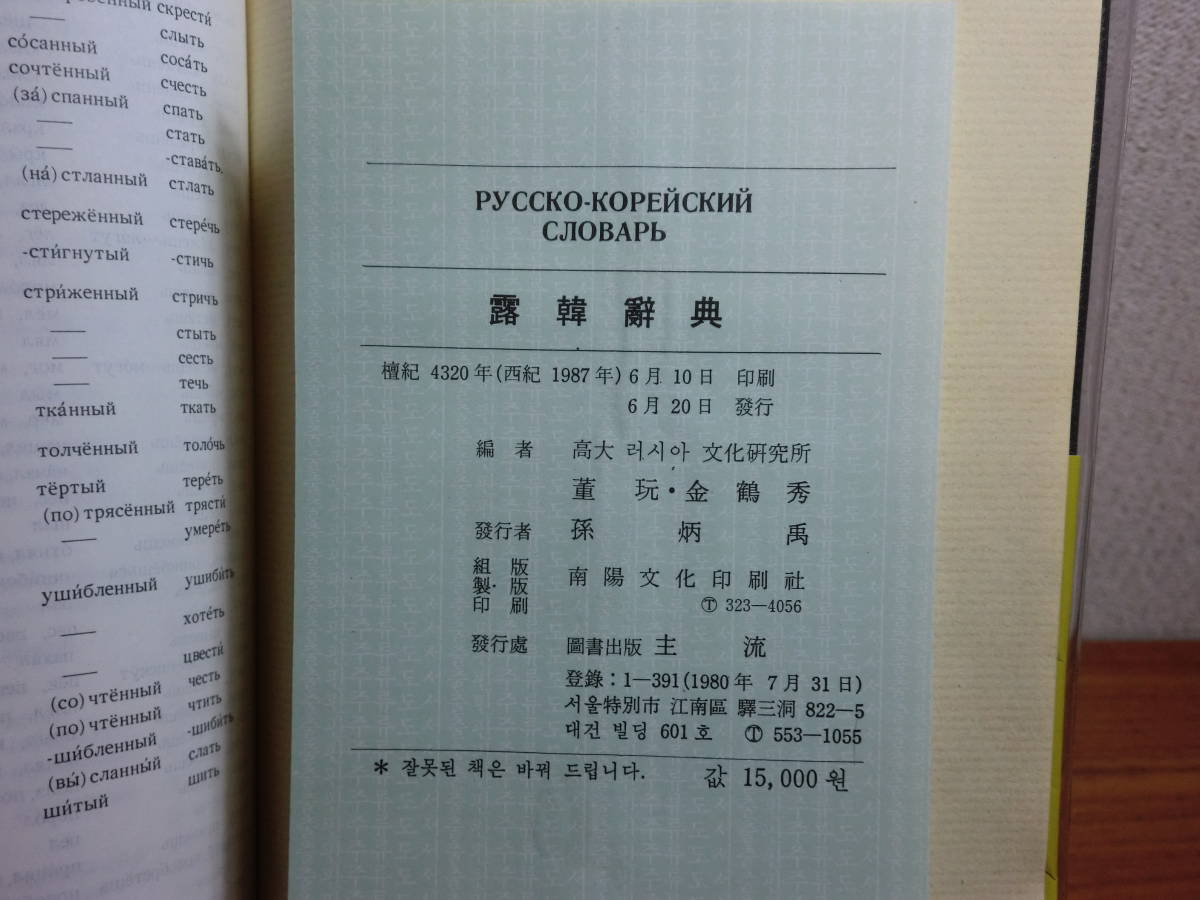 скрести́
слыть
со́санный сосать
сочтённый счесть
(за́) спанный спать
— стать
— -става́ть.
(на́) стланный стлать
стережённый стере́чь
-сти́гнутый -стичь
стри́женный стричь
— стыть
— сесть
— течь
тка́нный ткать
толчённый толо́чь
тёртый тере́ть
(по) трясённый трясти́
— умере́ть
уши́бленный ушиби́ть
— хоте́ть
— цвести́
(со) чтённый честь
(по) чтённый чтить
-ши́бленный -шиби́ть
(вы́) сланный слать
ши́тый шить
РУССКО-КОРЕЙСКИЙ
СЛОВАРЬ
露韓辭典
檀紀 4320年(西紀 1987年) 6月 10日 印刷
6月 20日 發行
編者 高大 러시아 文化硏究所
董玩·金鶴秀
發行者 孫炳禹
組版
製·版 南陽文化印刷社
印刷 Ⓣ 323—4056
發行處 圖書出版 主流
登錄:1—391(1980年 7月 31日)
서울特別市 江南區 驛三洞 822—5
대건 빌딩 601호 Ⓣ 553—1055
* 잘못된 책은 바꿔 드립니다. 값 15,000원